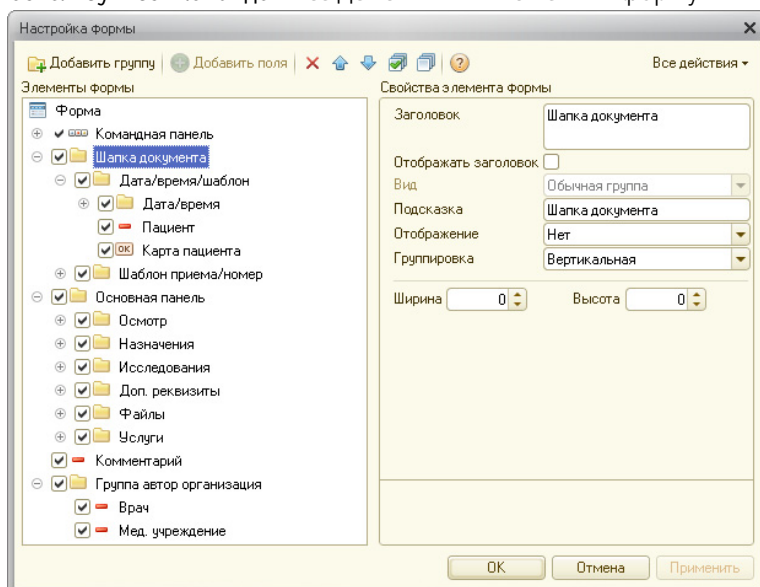 Настройка формы
Добавить группу Добавить поля Все действия
Элементы формы Свойства элемента формы
Форма
Командная панель
Шапка документа
Дата/время/шаблон
Дата/время
Пациент
OK Карта пациента
Шаблон приема/номер
Основная панель
Осмотр
Назначения
Исследования
Доп. реквизиты
Файлы
Услуги
Комментарий
Группа автор организация
Врач
Мед. учреждение
Заголовок Шапка документа
Отображать заголовок
Вид Обычная группа
Подсказка Шапка документа
Отображение Нет
Группировка Вертикальная
Ширина 0 Высота 0
OK Отмена Применить